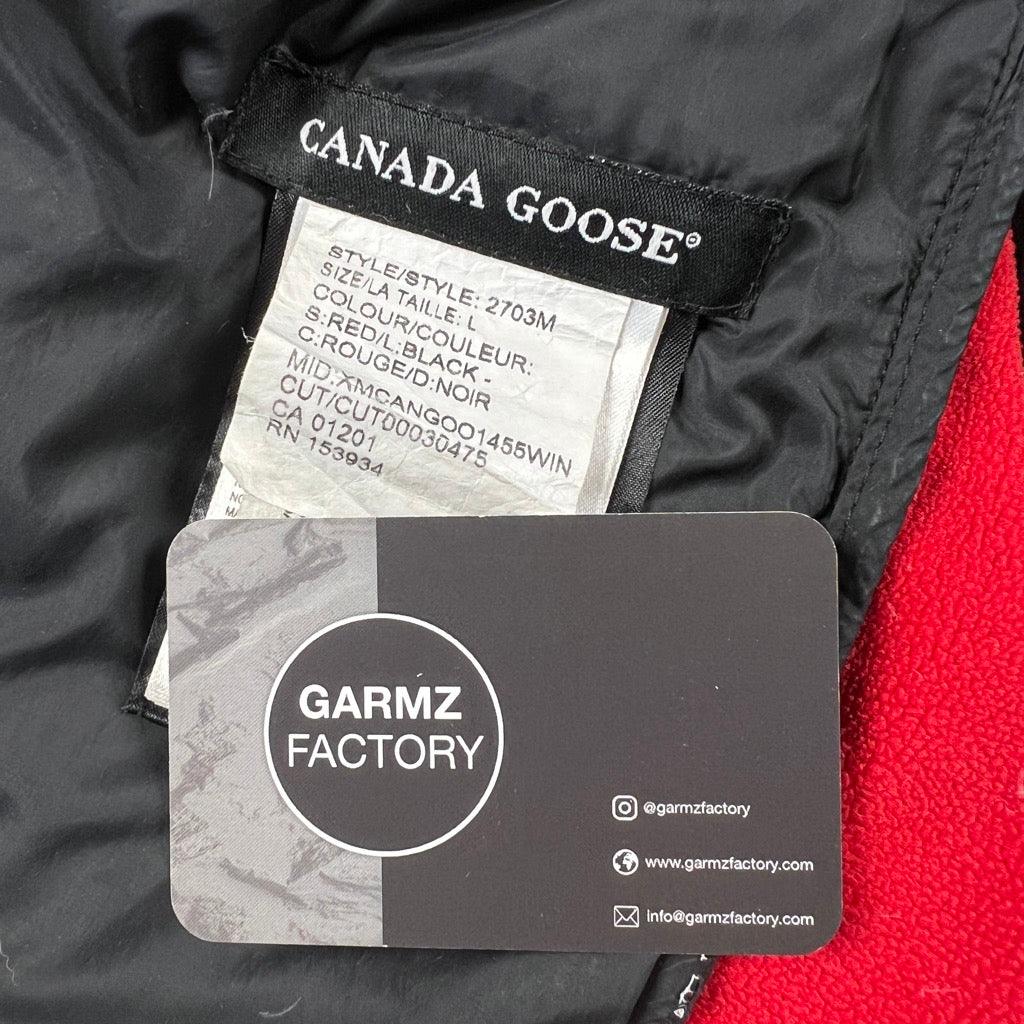 CANADA GOOSE®
STYLE/STYLE: 2703M
SIZE/LA TAILLE: L
COLOUR/COULEUR:
S:RED/L:BLACK -
C:ROUGE/D:NOIR
MID:XMCANGOO1455WIN
CUT/CUT00030475
CA 01201
RN 153934
GARMZ
FACTORY
@garmzfactory
www.garmzfactory.com
info@garmzfactory.com